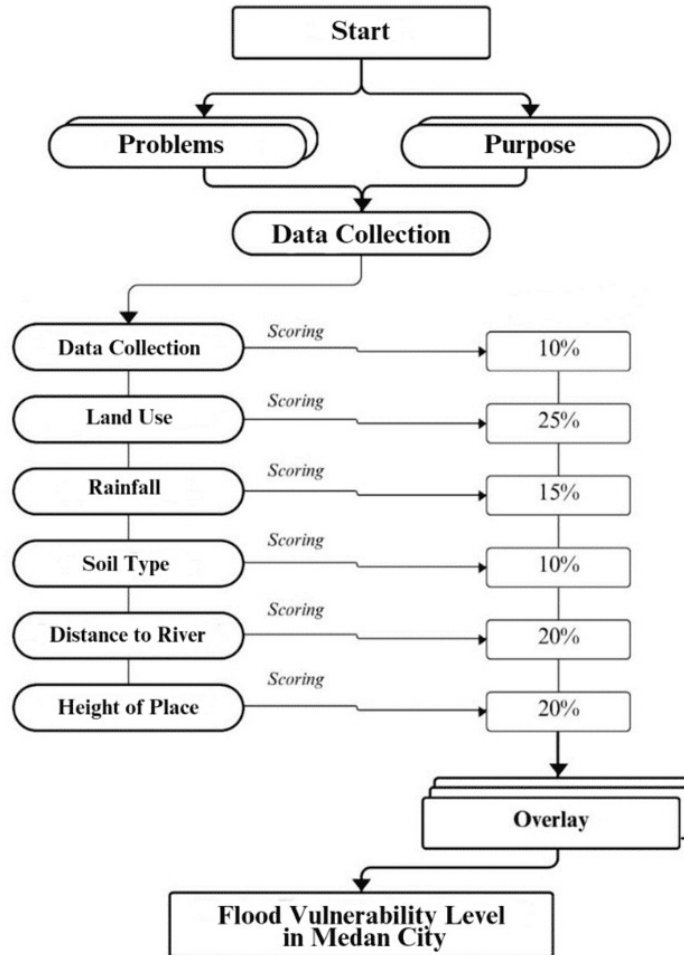 Start
Problems
Purpose
Data Collection
Data Collection
Scoring
10%
Land Use
Scoring
25%
Rainfall
Scoring
15%
Soil Type
Scoring
10%
Distance to River
Scoring
20%
Height of Place
Scoring
20%
Overlay
Flood Vulnerability Level
in Medan City